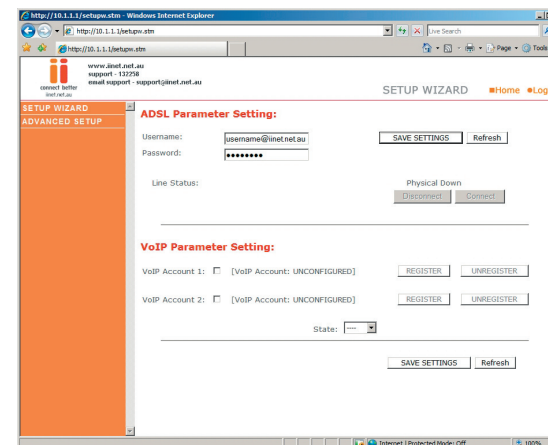 http://10.1.1.1/setupw.stm - Windows Internet Explorer
http://10.1.1.1/setupw.stm
Live Search
http://10.1.1.1/setupw.stm
Page
Tools
connect better
iinet.net.au
www.iinet.net.au
support - 132258
email support - support@iinet.net.au
SETUP WIZARD
Home
Log
SETUP WIZARD
ADVANCED SETUP
ADSL Parameter Setting:
Username: username@iinet.net.au SAVE SETTINGS Refresh
Password: ••••••••
Line Status: Physical Down
Disconnect Connect
VoIP Parameter Setting:
VoIP Account 1: [VoIP Account: UNCONFIGURED] REGISTER UNREGISTER
VoIP Account 2: [VoIP Account: UNCONFIGURED] REGISTER UNREGISTER
State: ----
SAVE SETTINGS Refresh
Internet | Protected Mode: Off 100%